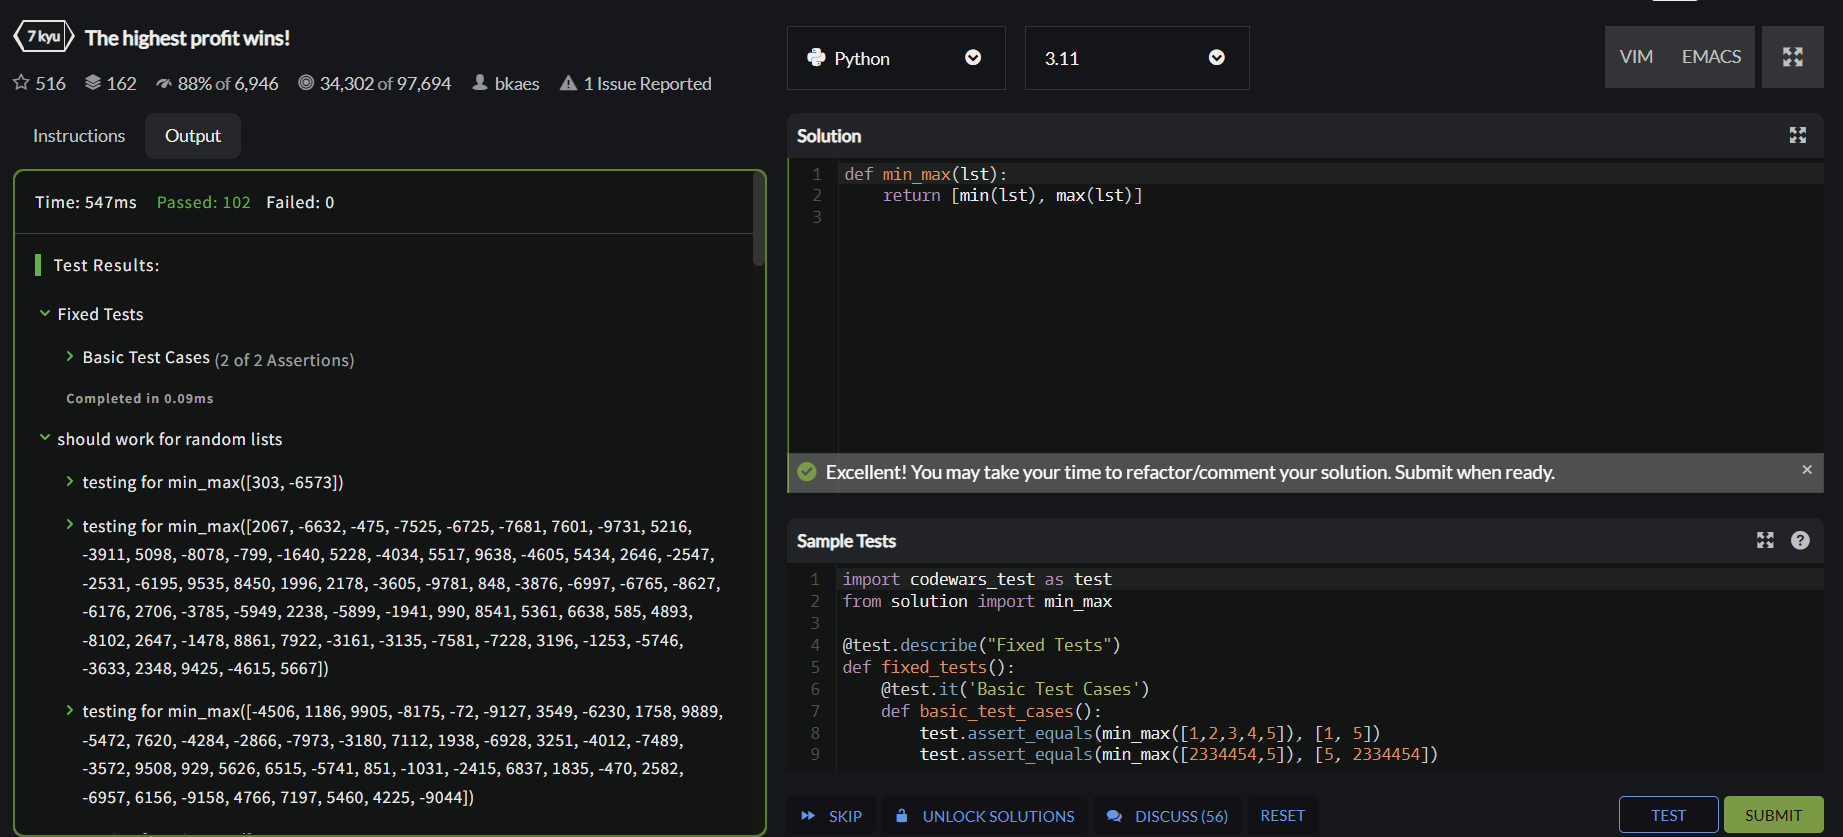 7 kyu The highest profit wins!
516 162 88% of 6,946 34,302 of 97,694 bkaes 1 Issue Reported
Instructions Output
Time: 547ms Passed: 102 Failed: 0
Test Results:
Fixed Tests
Basic Test Cases (2 of 2 Assertions)
Completed in 0.09ms
should work for random lists
testing for min_max([303, -6573])
testing for min_max([2067, -6632, -475, -7525, -6725, -7681, 7601, -9731, 5216,
-3911, 5098, -8078, -799, -1640, 5228, -4034, 5517, 9638, -4605, 5434, 2646, -2547,
-2531, -6195, 9535, 8450, 1996, 2178, -3605, -9781, 848, -3876, -6997, -6765, -8627,
-6176, 2706, -3785, -5949, 2238, -5899, -1941, 990, 8541, 5361, 6638, 585, 4893,
-8102, 2647, -1478, 8861, 7922, -3161, -3135, -7581, -7228, 3196, -1253, -5746,
-3633, 2348, 9425, -4615, 5667])
testing for min_max([-4506, 1186, 9905, -8175, -72, -9127, 3549, -6230, 1758, 9889,
-5472, 7620, -4284, -2866, -7973, -3180, 7112, 1938, -6928, 3251, -4012, -7489,
-3572, 9508, 929, 5626, 6515, -5741, 851, -1031, -2415, 6837, 1835, -470, 2582,
-6957, 6156, -9158, 4766, 7197, 5460, 4225, -9044])
Python 3.11 VIM EMACS
Solution
1 def min_max(lst):
2     return [min(lst), max(lst)]
3
Excellent! You may take your time to refactor/comment your solution. Submit when ready. ×
Sample Tests ?
1 import codewars_test as test
2 from solution import min_max
3
4 @test.describe("Fixed Tests")
5 def fixed_tests():
6     @test.it('Basic Test Cases')
7     def basic_test_cases():
8         test.assert_equals(min_max([1,2,3,4,5]), [1, 5])
9         test.assert_equals(min_max([2334454,5]), [5, 2334454])
SKIP UNLOCK SOLUTIONS DISCUSS (56) RESET TEST SUBMIT